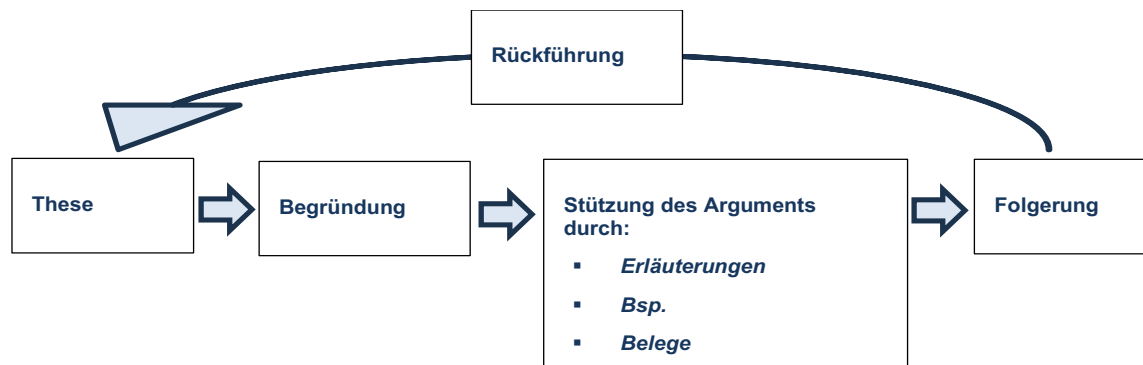 Rückführung
These
Begründung
Stützung des Arguments
durch:
▪ Erläuterungen
▪ Bsp.
▪ Belege
Folgerung